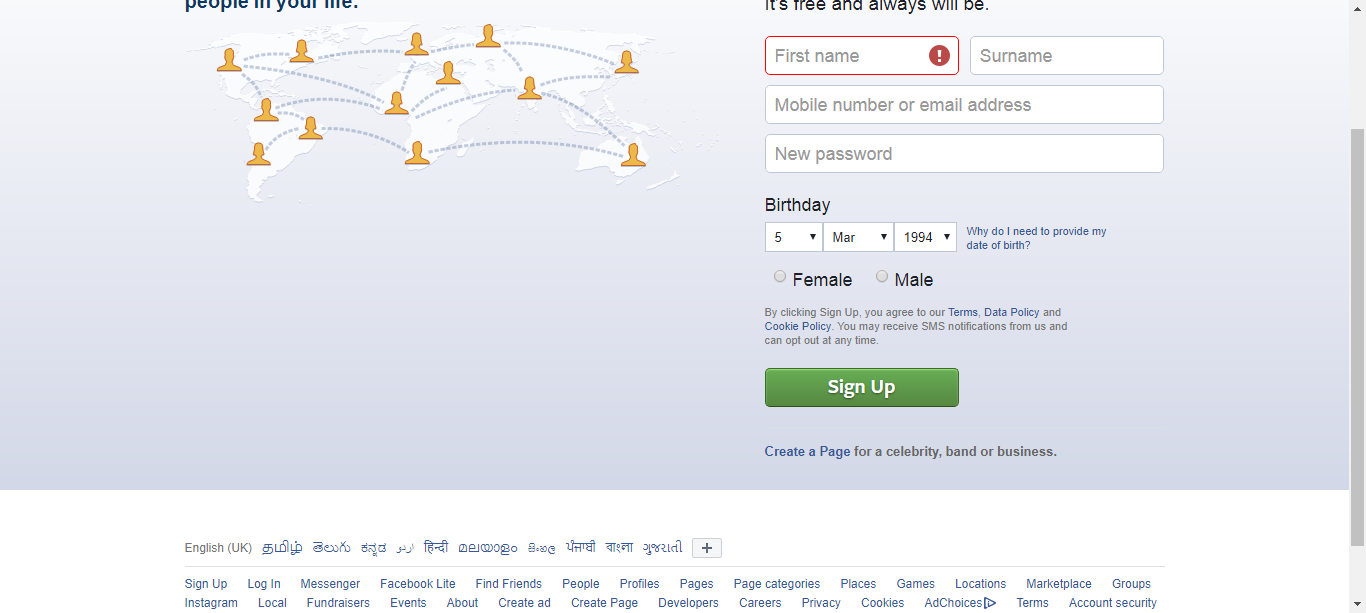 people in your life.
It's free and always will be.
First name
Surname
Mobile number or email address
New password
Birthday
5 Mar 1994
Why do I need to provide my
date of birth?
Female Male
By clicking Sign Up, you agree to our Terms, Data Policy and
Cookie Policy. You may receive SMS notifications from us and
can opt out at any time.
Sign Up
Create a Page for a celebrity, band or business.
English (UK) தமிழ் తెలుగు ಕನ್ನಡ اردو हिन्दी മലയാളം සිංහල ਪੰਜਾਬੀ বাংলা ગુજરાતી +
Sign Up Log In Messenger Facebook Lite Find Friends People Profiles Pages Page categories Places Games Locations Marketplace Groups
Instagram Local Fundraisers Events About Create ad Create Page Developers Careers Privacy Cookies AdChoices Terms Account security